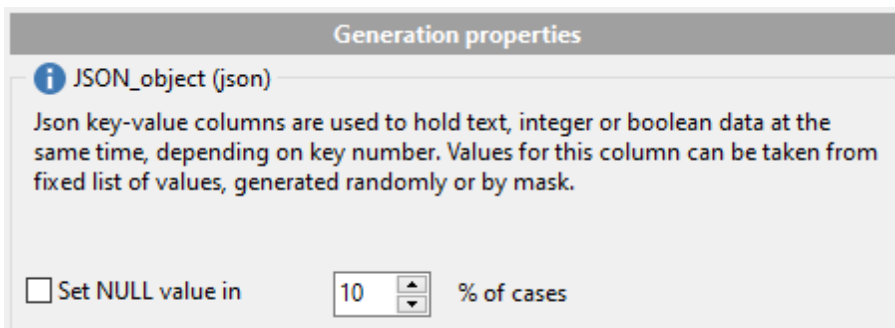 Generation properties
JSON_object (json)
Json key-value columns are used to hold text, integer or boolean data at the
same time, depending on key number. Values for this column can be taken from
fixed list of values, generated randomly or by mask.
Set NULL value in 10 % of cases